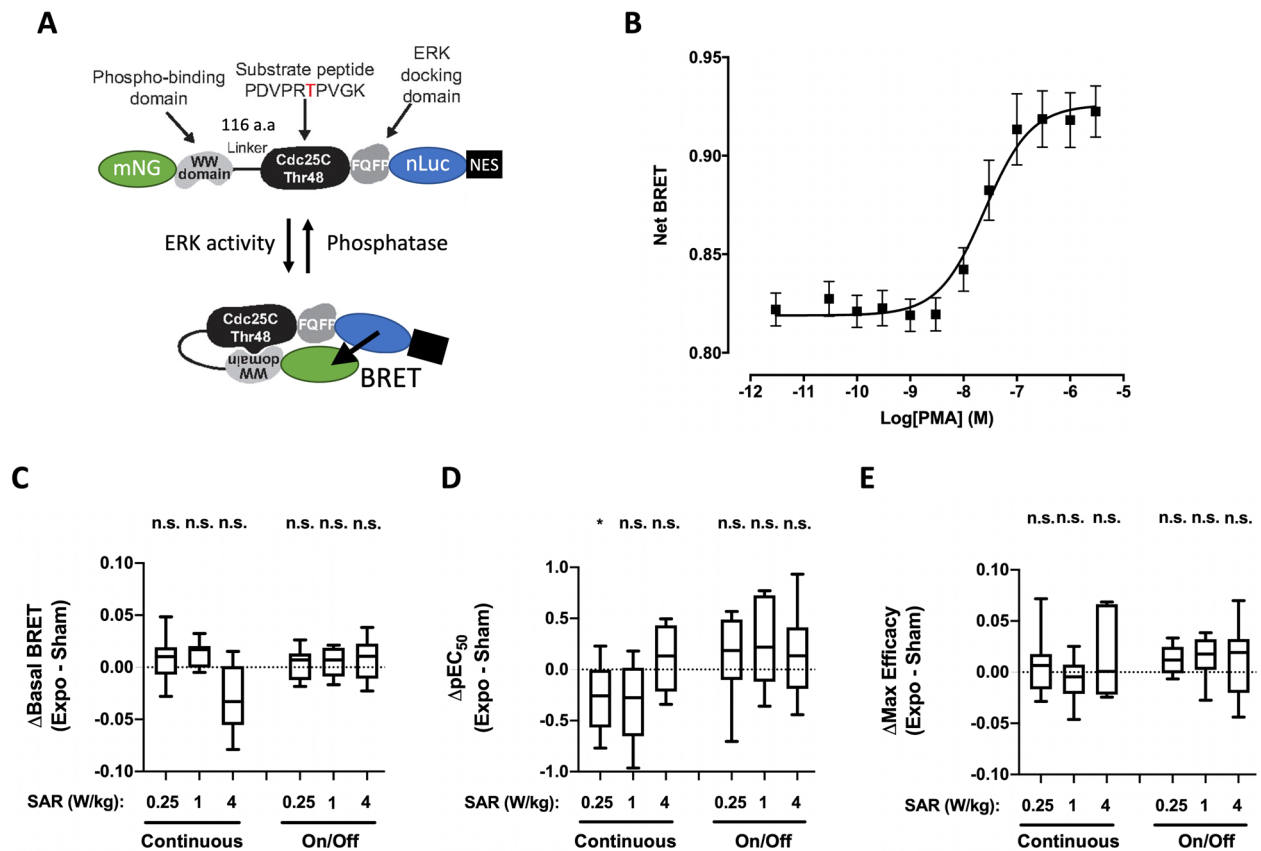 A
Phospho-binding
domain
Substrate peptide
PDVPRTPVGK
ERK
docking
domain
116 a.a
Linker
mNG
WW
domain
Cdc25C
Thr48
FQFP
nLuc
NES
ERK activity
Phosphatase
Cdc25C
Thr48
FQFP
WW
domain
BRET
B
Net BRET
0.95
0.90
0.85
0.80
-12 -11 -10 -9 -8 -7 -6 -5
Log[PMA] (M)
C
n.s. n.s. n.s. n.s. n.s. n.s.
ΔBasal BRET
(Expo - Sham)
0.10
0.05
0.00
-0.05
-0.10
SAR (W/kg): 0.25 1 4 0.25 1 4
Continuous On/Off
D
* n.s. n.s. n.s. n.s. n.s.
ΔpEC50
(Expo - Sham)
1.0
0.5
0.0
-0.5
-1.0
SAR (W/kg): 0.25 1 4 0.25 1 4
Continuous On/Off
E
n.s. n.s. n.s. n.s. n.s. n.s.
ΔMax Efficacy
(Expo - Sham)
0.10
0.05
0.00
-0.05
-0.10
SAR (W/kg): 0.25 1 4 0.25 1 4
Continuous On/Off